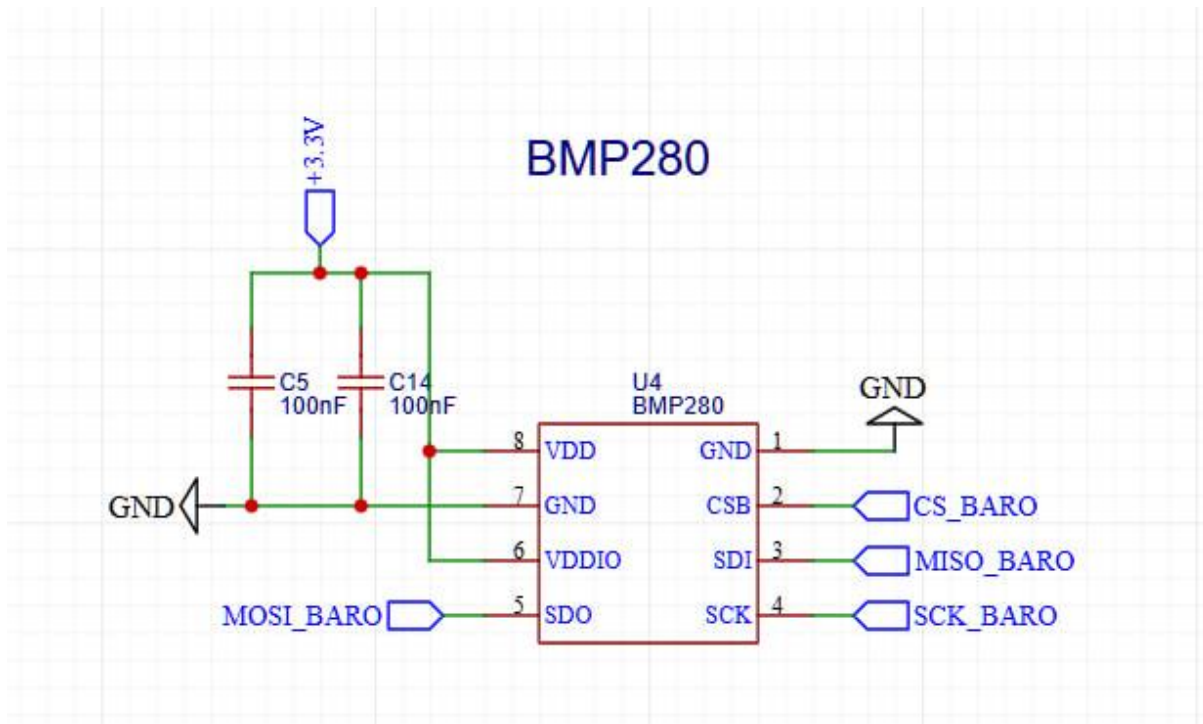 +3.3V
BMP280
C5
100nF
C14
100nF
U4
BMP280
GND
8 VDD
GND 1
GND
7 GND
CSB 2
CS_BARO
6 VDDIO
SDI 3
MISO_BARO
MOSI_BARO
5 SDO
SCK 4
SCK_BARO